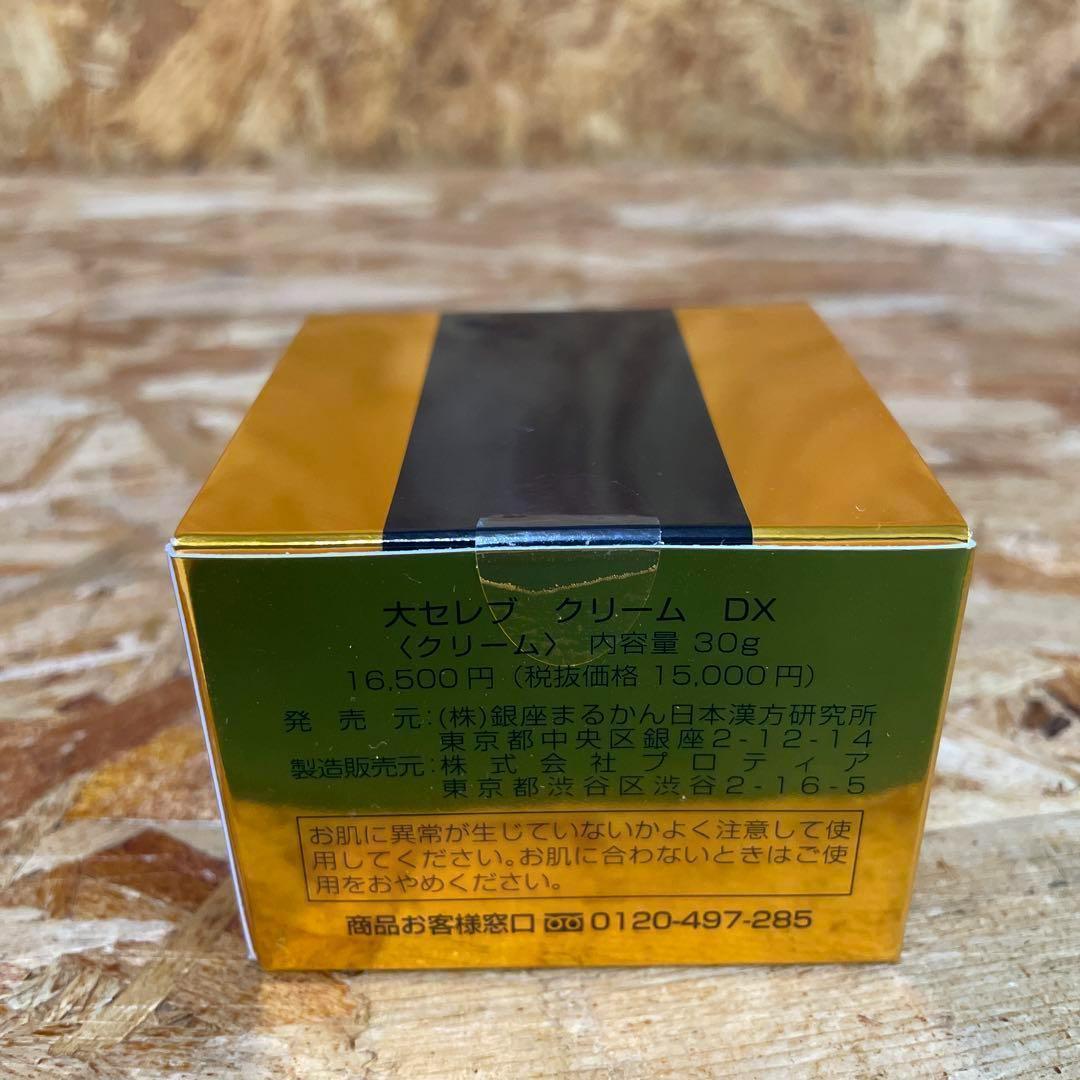 大セレブ クリーム DX
〈クリーム〉 内容量 30g
16,500円（税抜価格 15,000円）
発売元：(株)銀座まるかん日本漢方研究所
東京都中央区銀座2-12-14
製造販売元：株式会社プロティア
東京都渋谷区渋谷2-16-5
お肌に異常が生じていないかよく注意して使
用してください。お肌に合わないときはご使
用をおやめください。
商品お客様窓口 0120-497-285